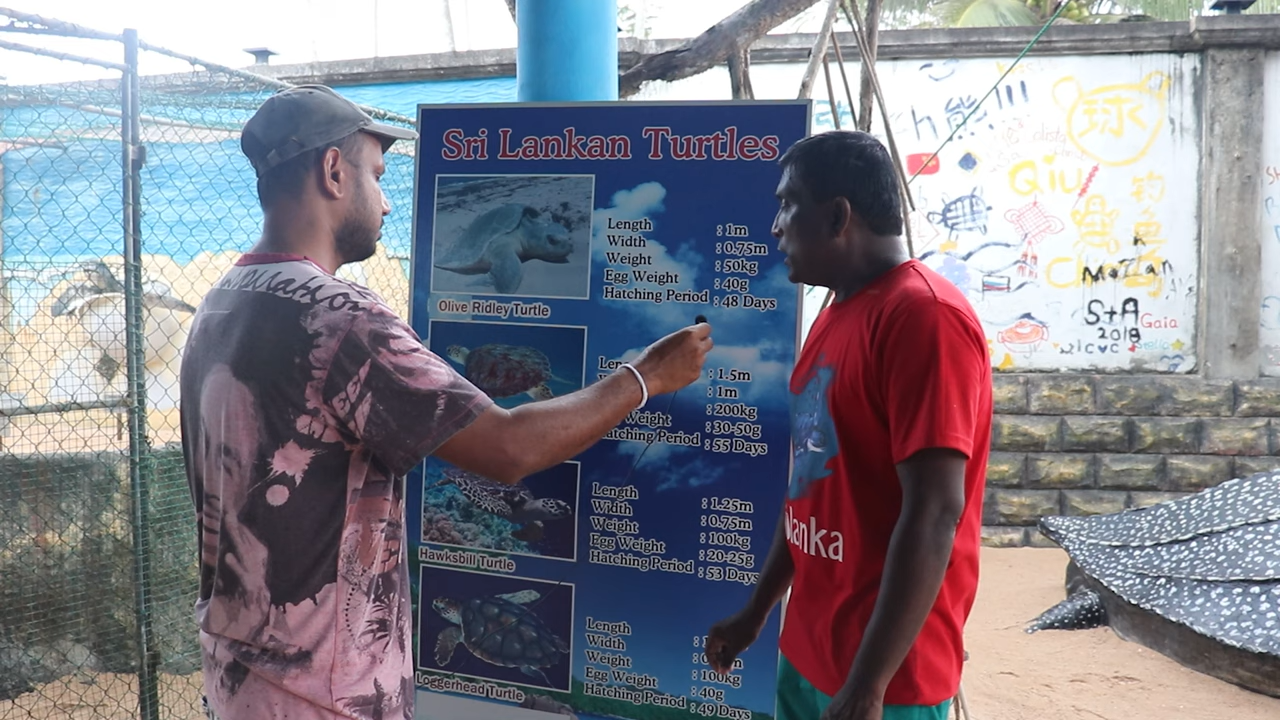 Sri Lankan Turtles
Length : 1m
Width : 0.75m
Weight : 50kg
Egg Weight : 40g
Hatching Period : 48 Days
Olive Ridley Turtle
: 1.5m
: 1m
: 200kg
Weight : 30-50g
Hatching Period : 55 Days
Length : 1.25m
Width : 0.75m
Weight : 100kg
Egg Weight : 20-25g
Hatching Period : 53 Days
Hawksbill Turtle
Length
Width
Weight : 100kg
Egg Weight : 40g
Hatching Period : 49 Days
Loggerhead Turtle
lanka
球
Qiu
S+A
2018
Gaia